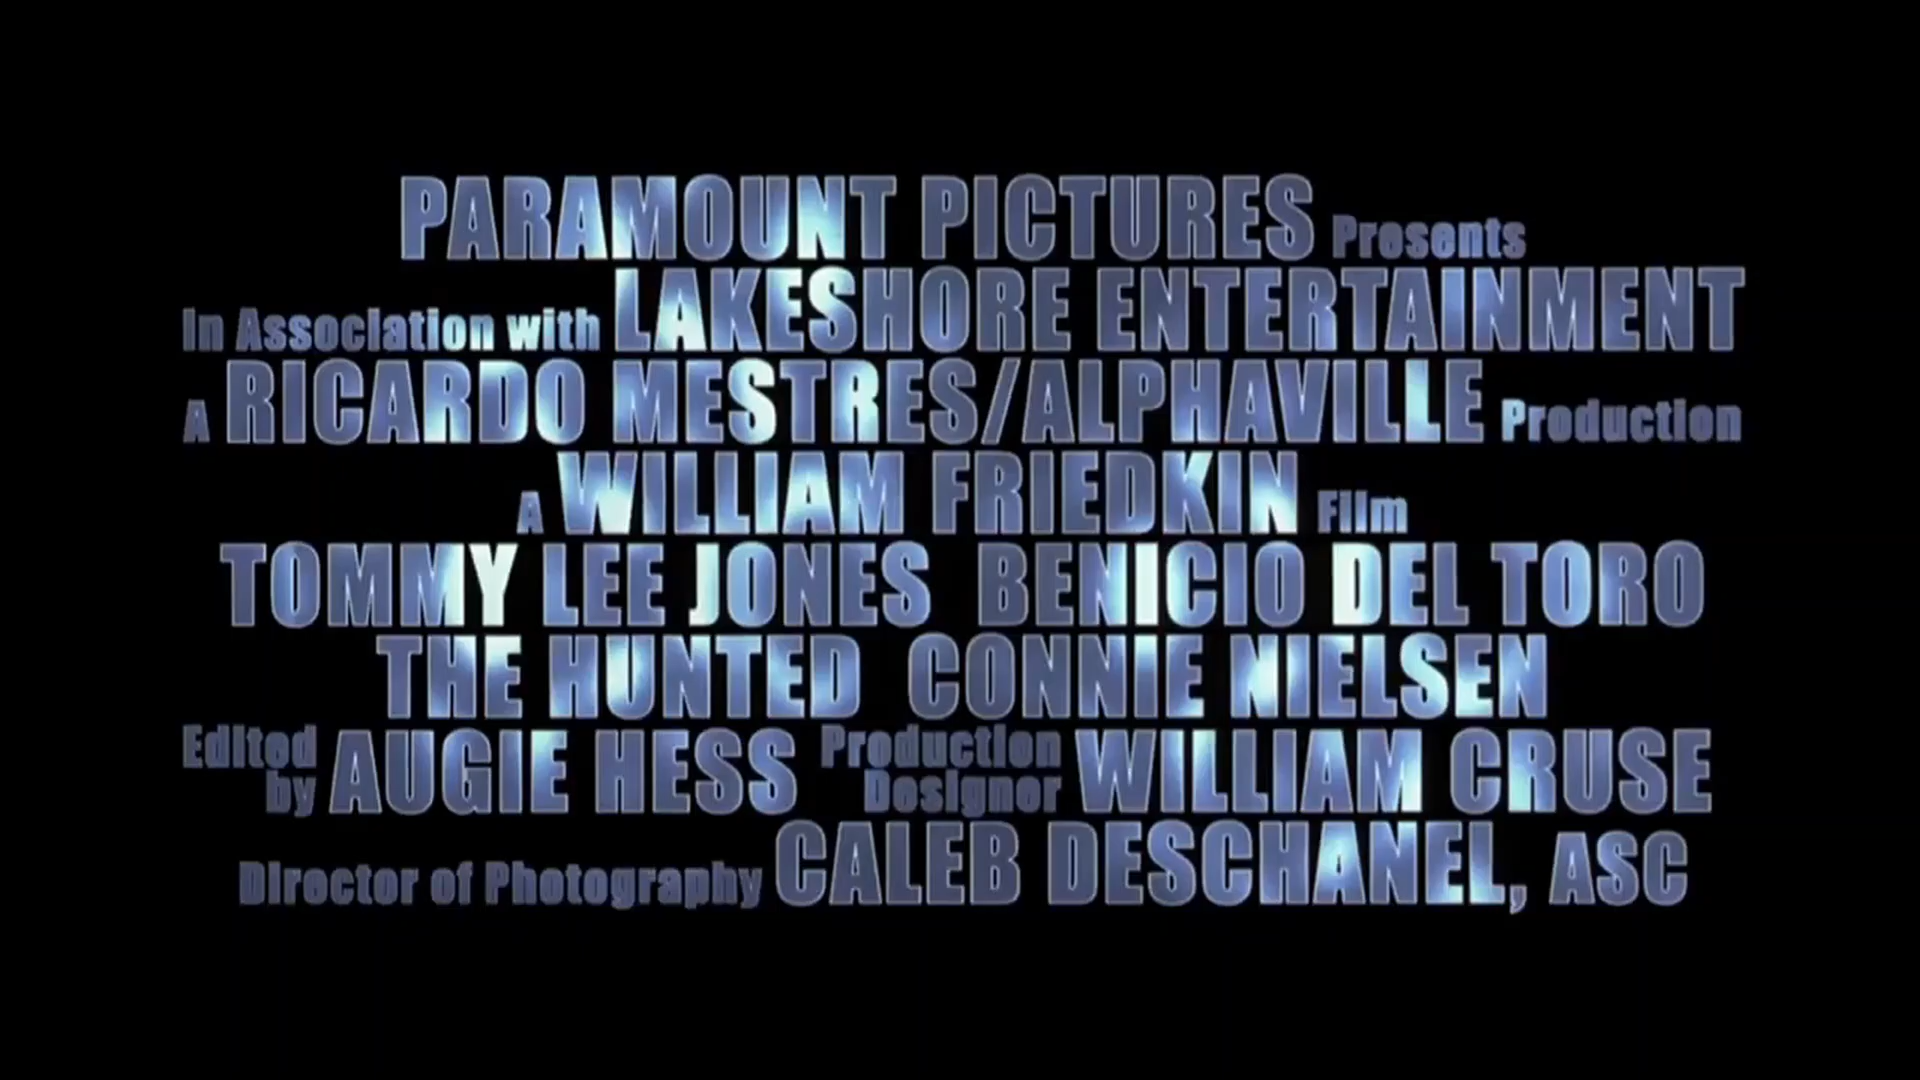 PARAMOUNT PICTURES Presents
In Association with LAKESHORE ENTERTAINMENT
A RICARDO MESTRES/ALPHAVILLE Production
A WILLIAM FRIEDKIN Film
TOMMY LEE JONES BENICIO DEL TORO
THE HUNTED CONNIE NIELSEN
Edited by AUGIE HESS Production Designer WILLIAM CRUSE
Director of Photography CALEB DESCHANEL, ASC